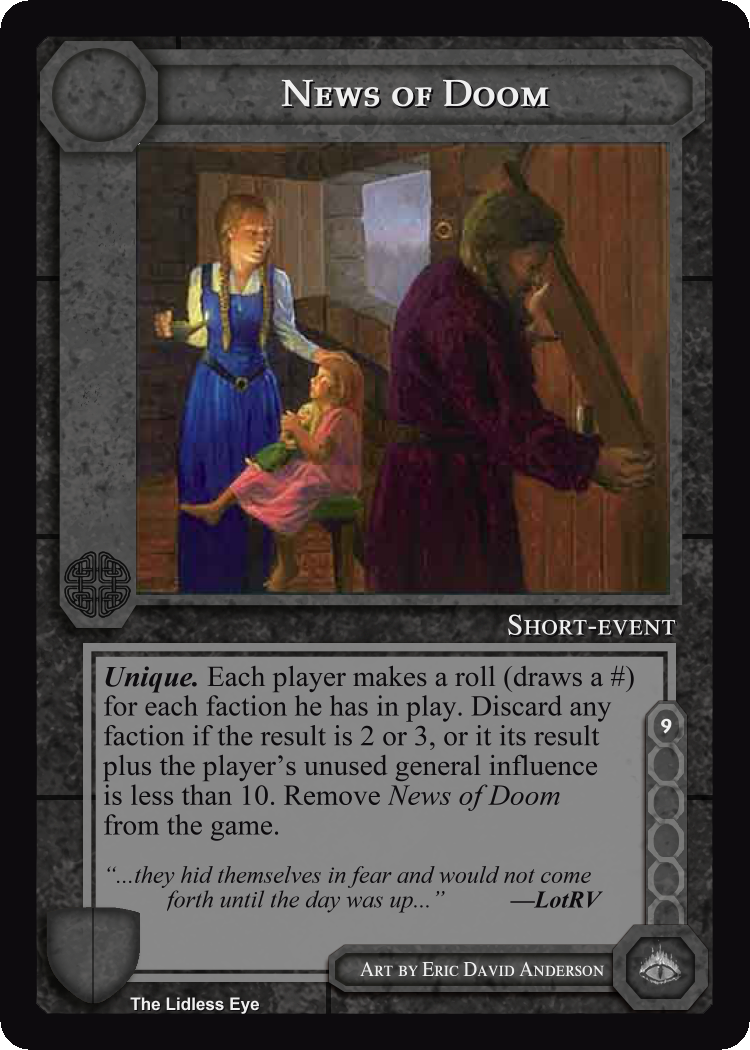 News of Doom
Short-event
Unique. Each player makes a roll (draws a #)
for each faction he has in play. Discard any
faction if the result is 2 or 3, or it its result
plus the player’s unused general influence
is less than 10. Remove News of Doom
from the game.
9
“...they hid themselves in fear and would not come
forth until the day was up...” —LotRV
Art by Eric David Anderson
The Lidless Eye